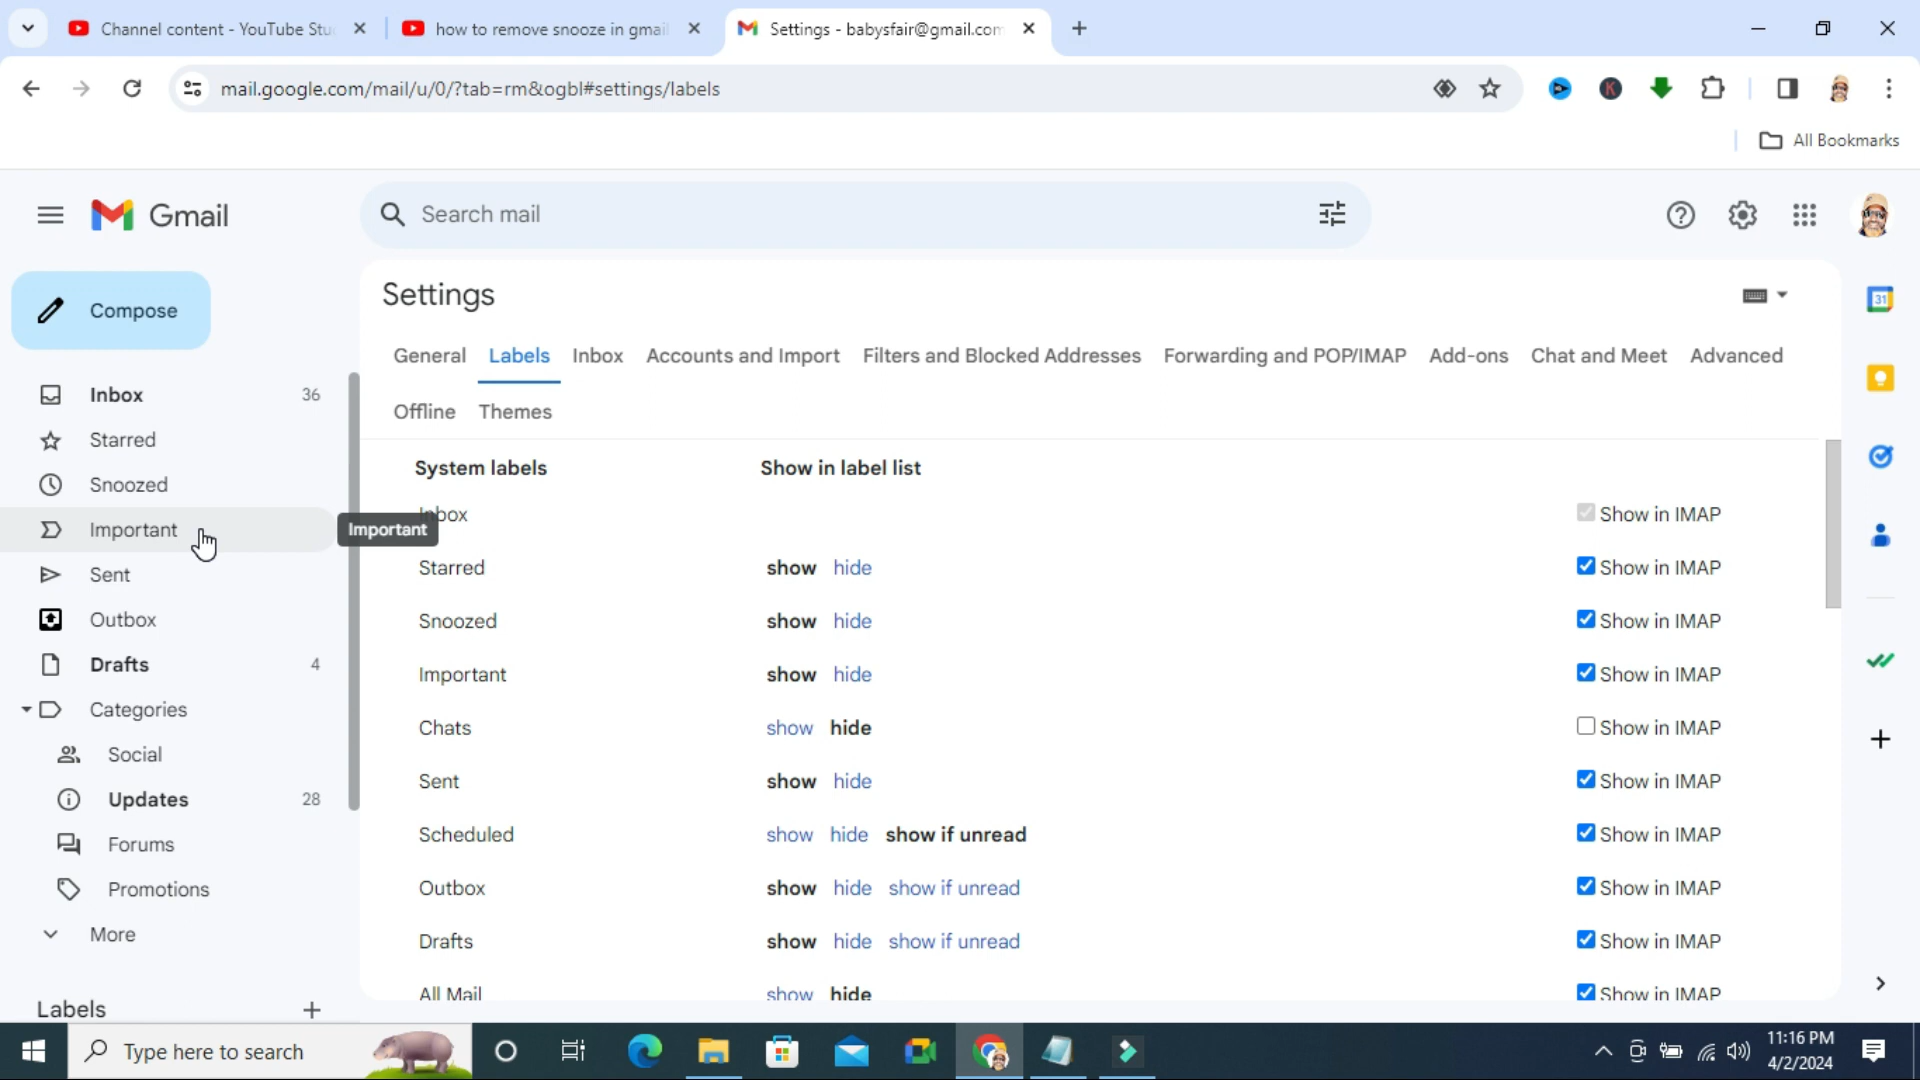 Channel content - YouTube Stu
how to remove snooze in gmai
Settings - babysfair@gmail.com
mail.google.com/mail/u/0/?tab=rm&ogbl#settings/labels
All Bookmarks
Gmail
Search mail
Compose
Inbox 36
Starred
Snoozed
Important
Sent
Outbox
Drafts 4
Categories
Social
Updates 28
Forums
Promotions
More
Labels
Important
Settings
General Labels Inbox Accounts and Import Filters and Blocked Addresses Forwarding and POP/IMAP Add-ons Chat and Meet Advanced
Offline Themes
System labels Show in label list
Inbox Show in IMAP
Starred show hide Show in IMAP
Snoozed show hide Show in IMAP
Important show hide Show in IMAP
Chats show hide Show in IMAP
Sent show hide Show in IMAP
Scheduled show hide show if unread Show in IMAP
Outbox show hide show if unread Show in IMAP
Drafts show hide show if unread Show in IMAP
All Mail show hide Show in IMAP
31
K
Type here to search
11:16 PM
4/2/2024